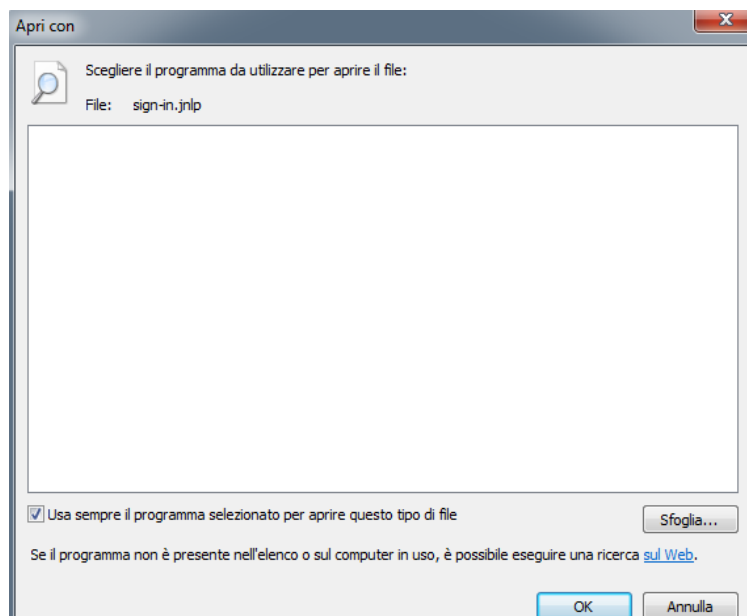 Apri con
Scegliere il programma da utilizzare per aprire il file:
File: sign-in.jnlp
Usa sempre il programma selezionato per aprire questo tipo di file
Sfoglia...
Se il programma non è presente nell'elenco o sul computer in uso, è possibile eseguire una ricerca sul Web.
OK Annulla